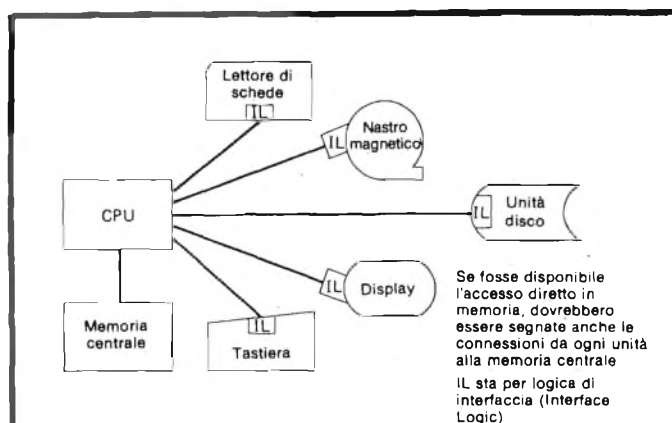 Lettore di
schede
IL
Nastro
magnetico
IL
CPU
IL
Unità
disco
IL
Display
Memoria
centrale
IL
Tastiera
Se fosse disponibile
l'accesso diretto in
memoria, dovrebbero
essere segnate anche le
connessioni da ogni unità
alla memoria centrale
IL sta per logica di
interfaccia (Interface
Logic)